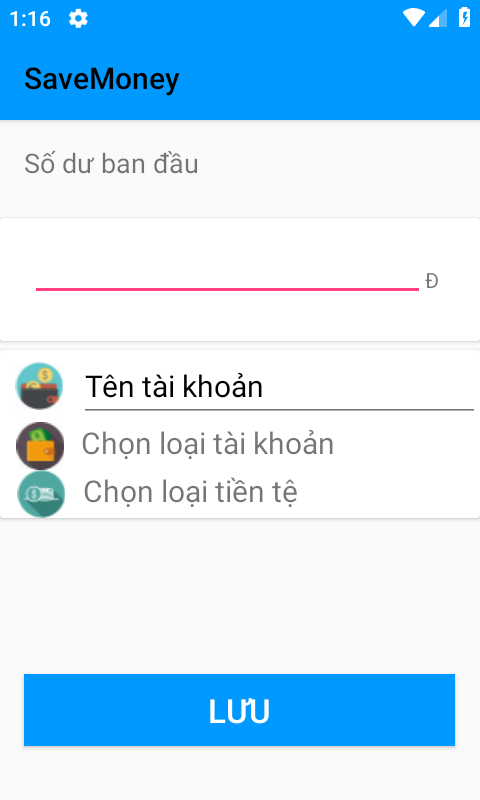 1:16
SaveMoney
Số dư ban đầu
Đ
Tên tài khoản
Chọn loại tài khoản
Chọn loại tiền tệ
LƯU